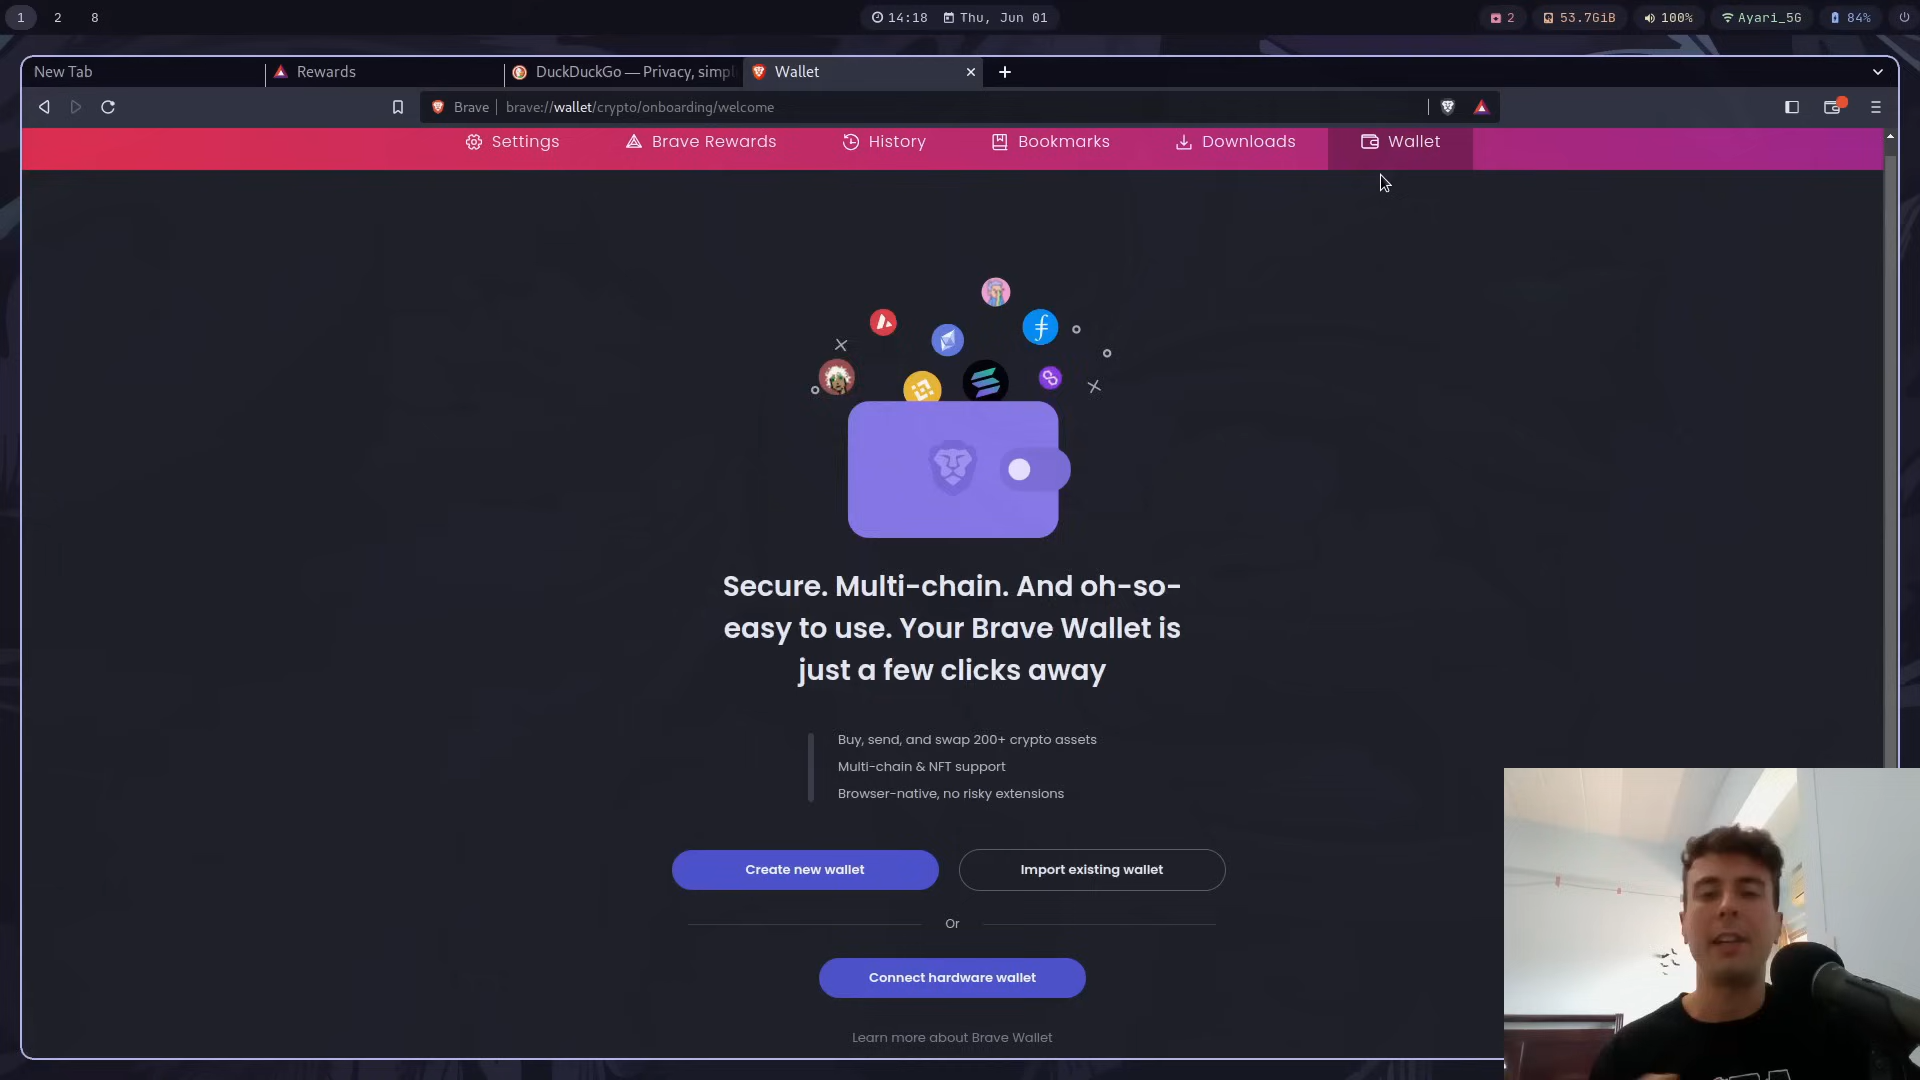 1 2 8 14:18 Thu, Jun 01 2 53.7GiB 100% Ayari_5G 84%
New Tab Rewards DuckDuckGo — Privacy, simpl Wallet
Brave brave://wallet/crypto/onboarding/welcome
Settings Brave Rewards History Bookmarks Downloads Wallet
Secure. Multi-chain. And oh-so-
easy to use. Your Brave Wallet is
just a few clicks away
Buy, send, and swap 200+ crypto assets
Multi-chain & NFT support
Browser-native, no risky extensions
Create new wallet Import existing wallet
Or
Connect hardware wallet
Learn more about Brave Wallet